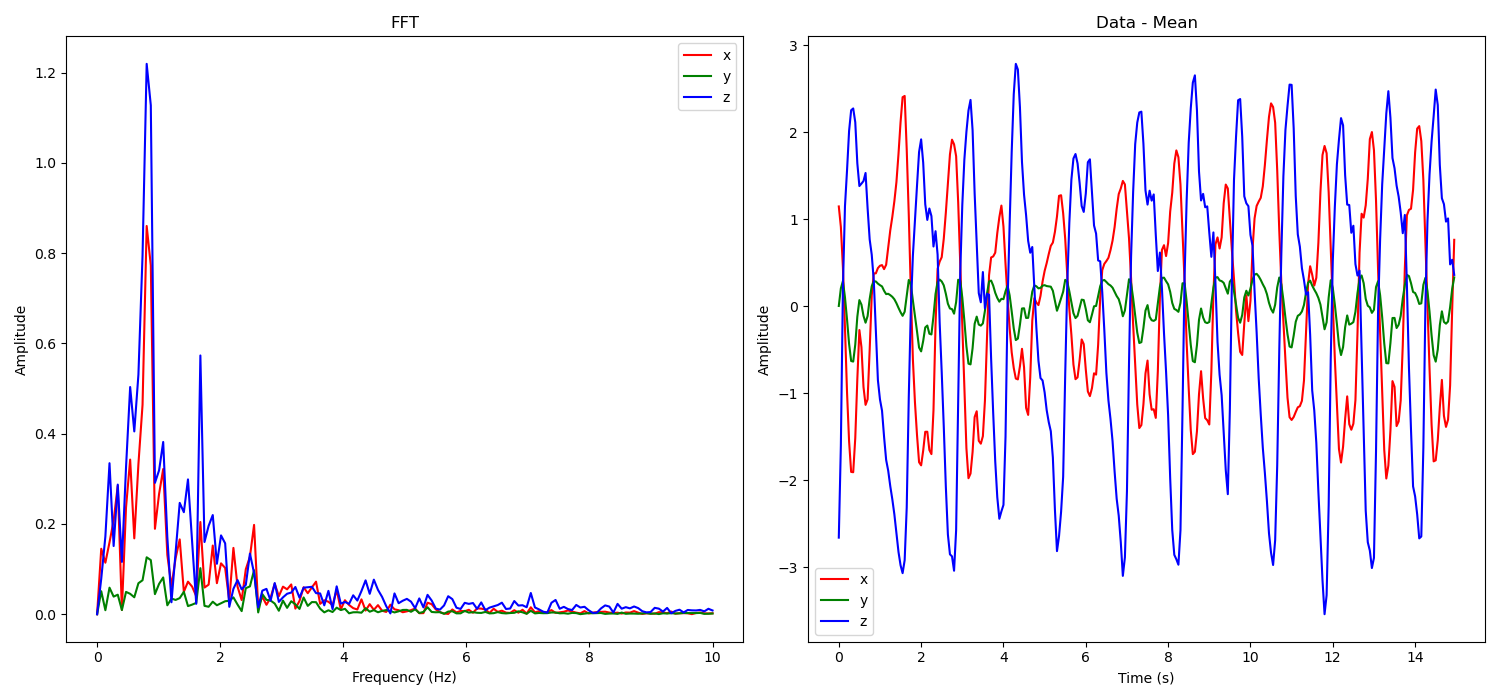 FFT
Amplitude
1.2
1.0
0.8
0.6
0.4
0.2
0.0
x
y
z
0 2 4 6 8 10
Frequency (Hz)
Data - Mean
Amplitude
3
2
1
0
−1
−2
−3
x
y
z
0 2 4 6 8 10 12 14
Time (s)